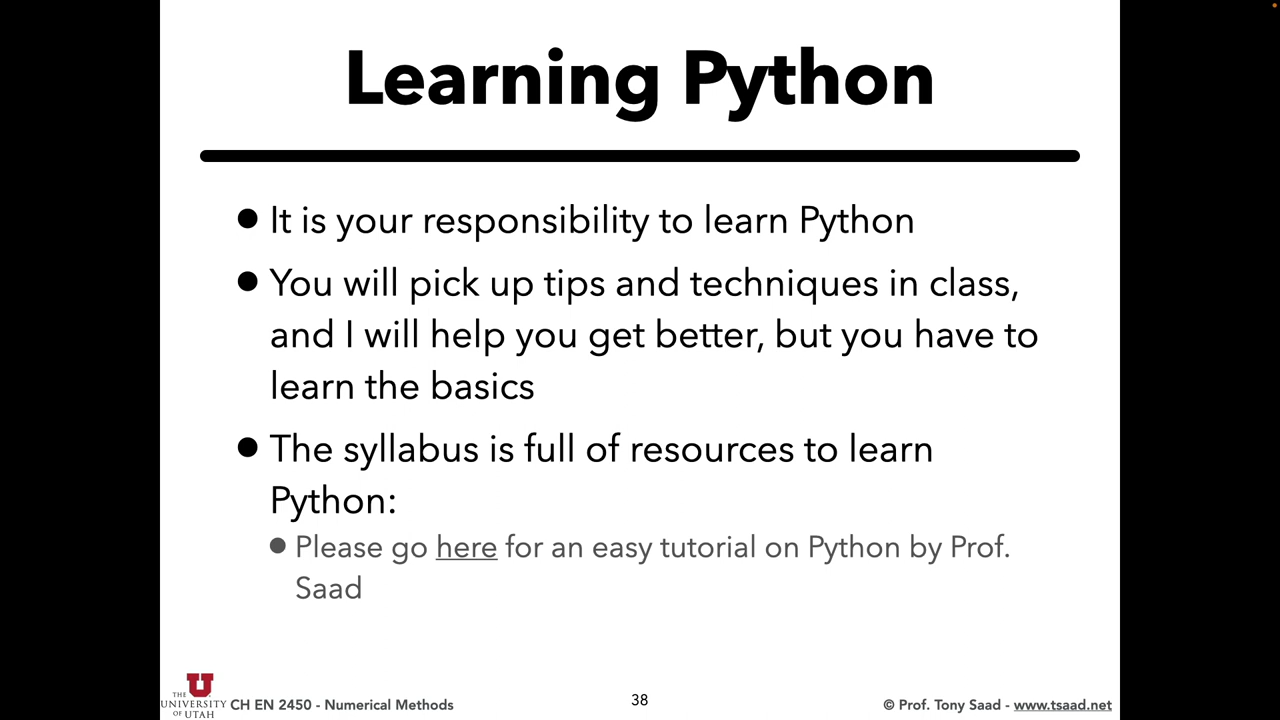 Learning Python
● It is your responsibility to learn Python
● You will pick up tips and techniques in class,
and I will help you get better, but you have to
learn the basics
● The syllabus is full of resources to learn
Python:
● Please go here for an easy tutorial on Python by Prof.
Saad
U
THE
UNIVERSITY
OF UTAH
CH EN 2450 - Numerical Methods
38
© Prof. Tony Saad - www.tsaad.net